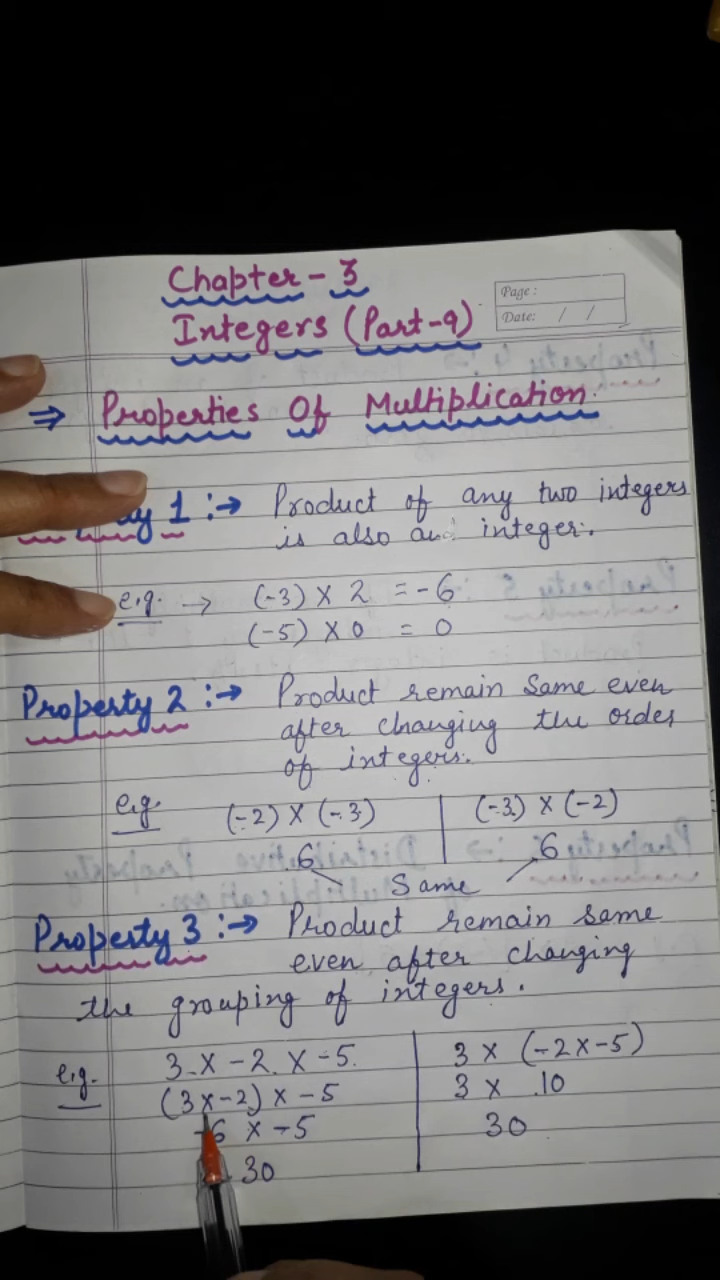 Chapter - 3
Integers (Part-9)
Page :
Date: / /
⇒ Properties Of Multiplication.
1 :→ Product of any two integers
is also an integer.
e.g. → (-3) X 2 = -6
(-5) X 0 = 0
Property 2 :→ Product remain same even
after changing the order
of integers.
e.g. (-2) X (-3) | (-3) X (-2)
6 6
Same
Property 3 :→ Product remain same
even after changing
the grouping of integers.
e.g. 3 X -2 X -5 | 3 X (-2 X -5)
(3 X -2) X -5 | 3 X 10
-6 X -5 | 30
30